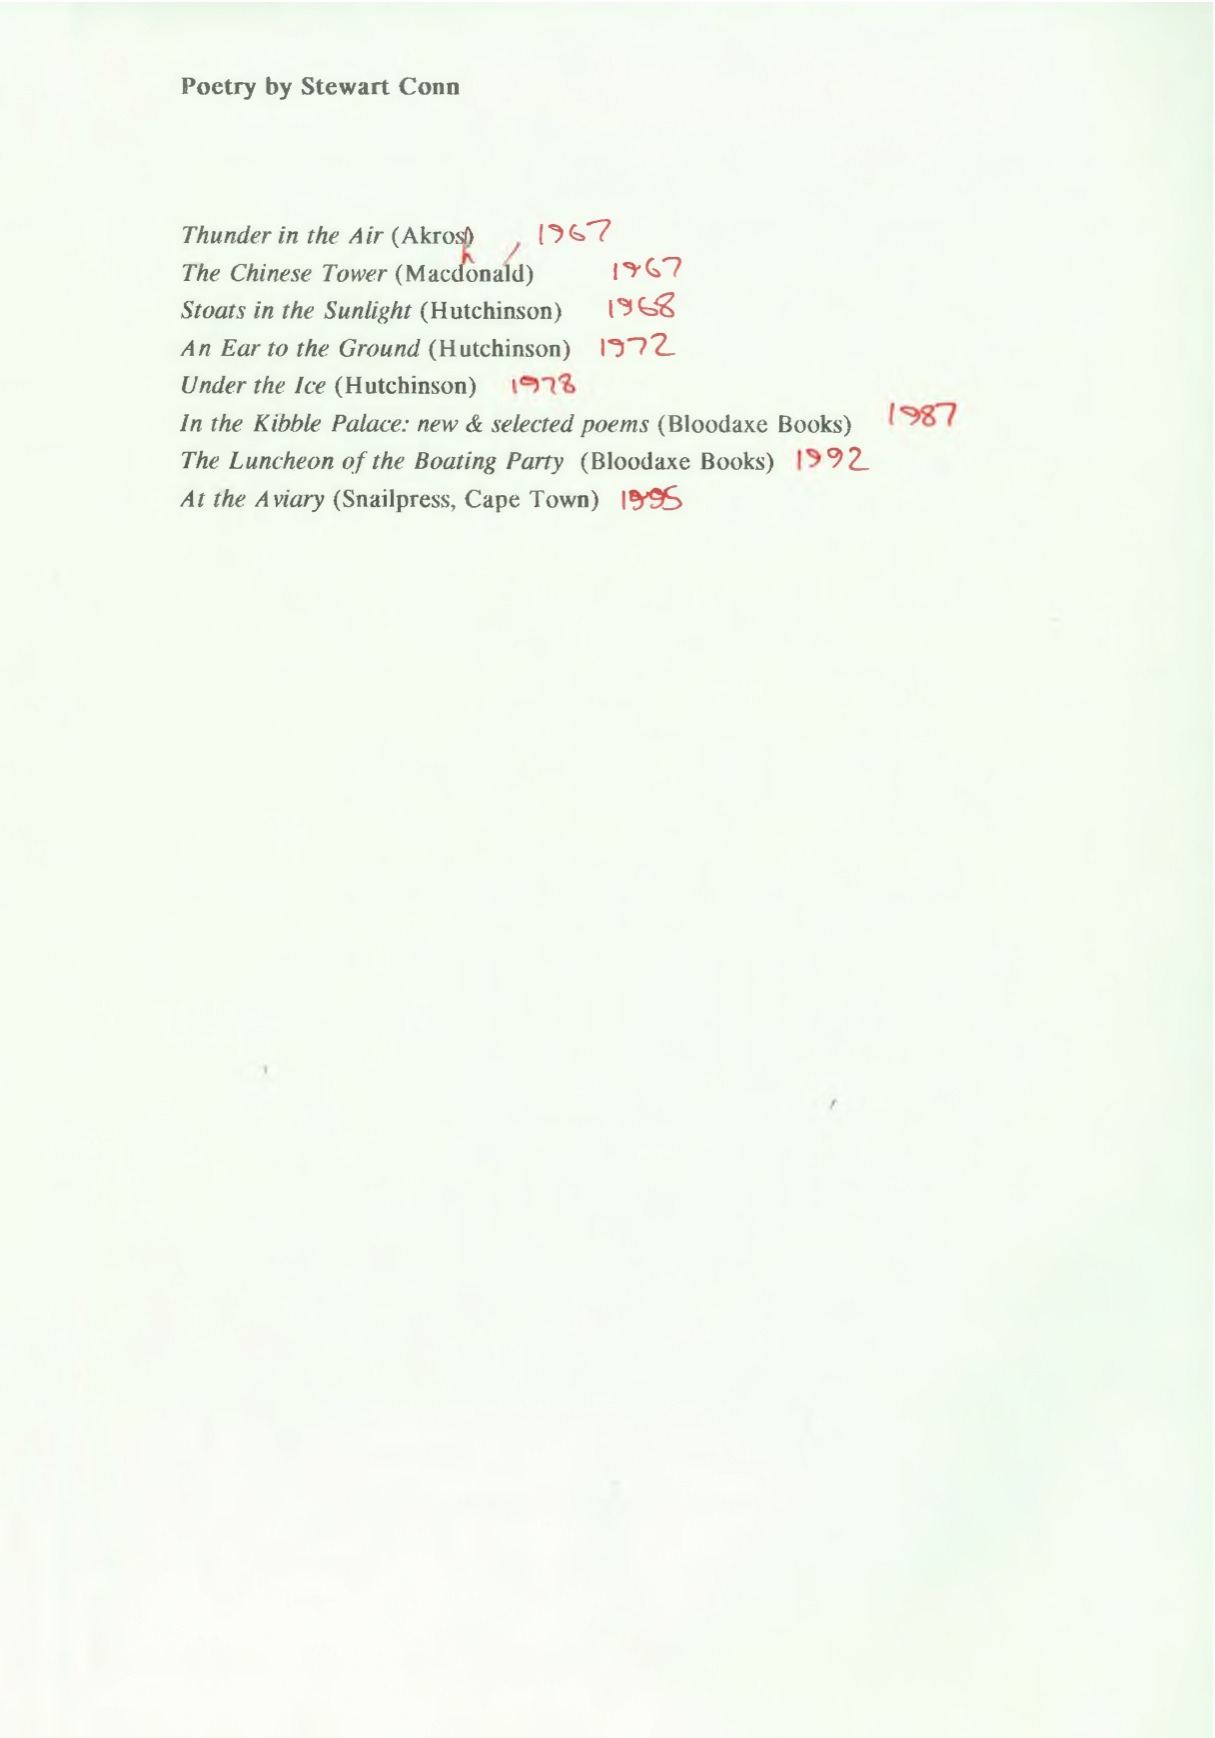 Poetry by Stewart Conn
Thunder in the Air (Akros) , 1967
h /
The Chinese Tower (Macdonald) 1967
Stoats in the Sunlight (Hutchinson) 1968
An Ear to the Ground (Hutchinson) 1972
Under the Ice (Hutchinson) 1978
In the Kibble Palace: new & selected poems (Bloodaxe Books) 1987
The Luncheon of the Boating Party (Bloodaxe Books) 1992
At the Aviary (Snailpress, Cape Town) 1995